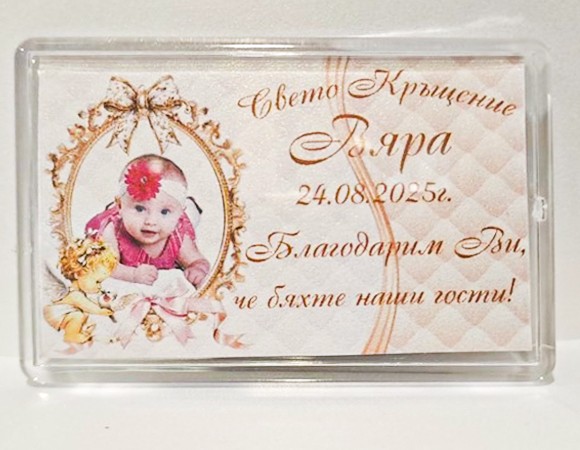 Свето Кръщение
Вяра
24.08.2025г.
Благодарим Ви,
че бяхте наши гости!